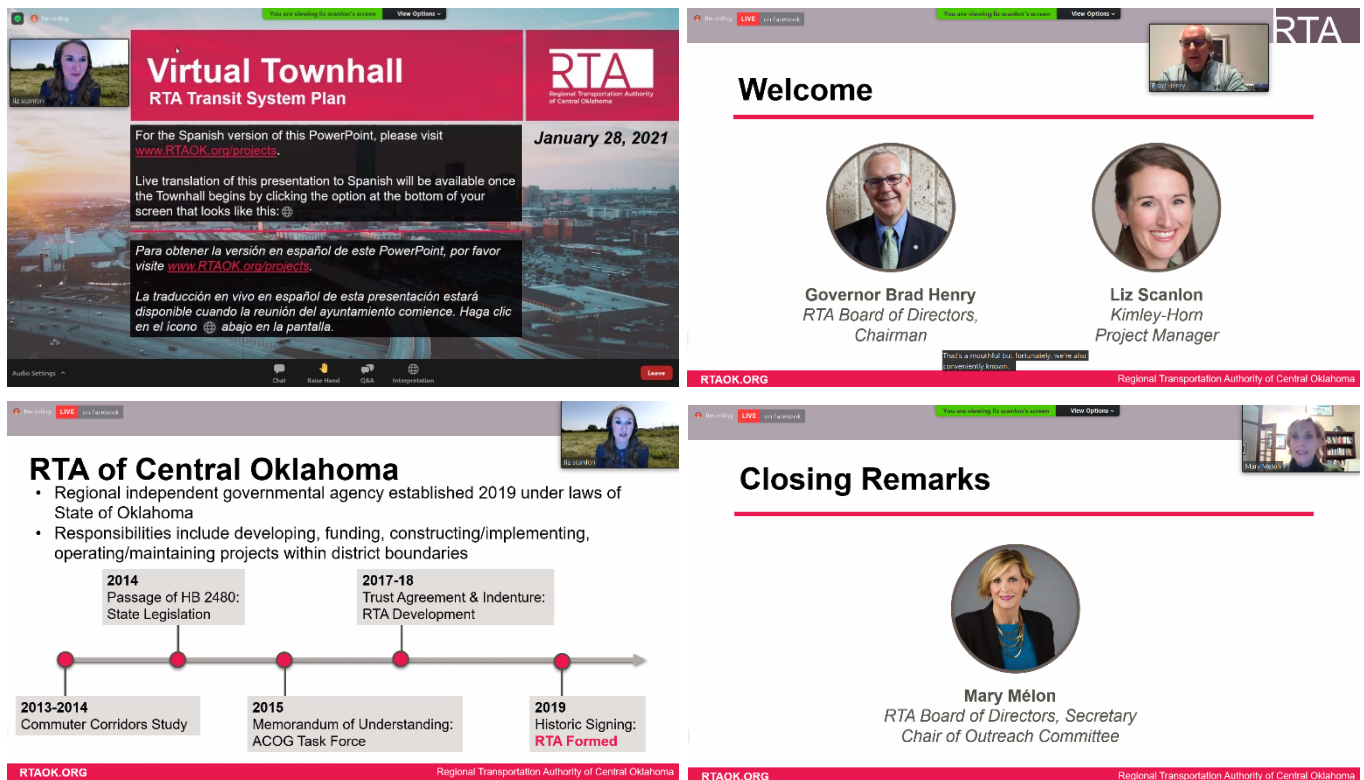 Recording
You are viewing liz scanlon's screen
View Options
liz scanlon
Virtual Townhall
RTA Transit System Plan
RTA
Regional Transportation Authority
of Central Oklahoma
January 28, 2021
For the Spanish version of this PowerPoint, please visit
www.RTAOK.org/projects.
Live translation of this presentation to Spanish will be available once
the Townhall begins by clicking the option at the bottom of your
screen that looks like this:
Para obtener la versión en español de este PowerPoint, por favor
visite www.RTAOK.org/projects.
La traducción en vivo en español de esta presentación estará
disponible cuando la reunión del ayuntamiento comience. Haga clic
en el ícono abajo en la pantalla.
Audio Settings
Chat
Raise Hand
Q&A
Interpretation
Leave
Recording
LIVE
on Facebook
You are viewing liz scanlon's screen
View Options
RTA
Brad Henry
Welcome
Governor Brad Henry
RTA Board of Directors,
Chairman
Liz Scanlon
Kimley-Horn
Project Manager
That's a mouthful but, fortunately, we're also
conveniently known.
RTAOK.ORG
Regional Transportation Authority of Central Oklahoma
Recording
LIVE
on Facebook
liz scanlon
RTA of Central Oklahoma
• Regional independent governmental agency established 2019 under laws of
State of Oklahoma
• Responsibilities include developing, funding, constructing/implementing,
operating/maintaining projects within district boundaries
2014
Passage of HB 2480:
State Legislation
2017-18
Trust Agreement & Indenture:
RTA Development
2013-2014
Commuter Corridors Study
2015
Memorandum of Understanding:
ACOG Task Force
2019
Historic Signing:
RTA Formed
RTAOK.ORG
Regional Transportation Authority of Central Oklahoma
Recording
LIVE
on Facebook
You are viewing liz scanlon's screen
View Options
Mary Mélon
Closing Remarks
Mary Mélon
RTA Board of Directors, Secretary
Chair of Outreach Committee
RTAOK.ORG
Regional Transportation Authority of Central Oklahoma